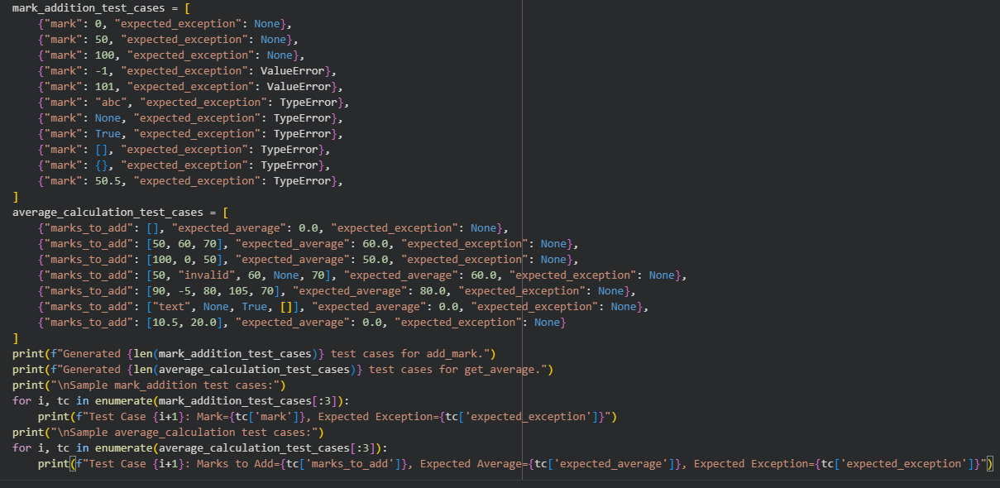 mark_addition_test_cases = [
    {"mark": 0, "expected_exception": None},
    {"mark": 50, "expected_exception": None},
    {"mark": 100, "expected_exception": None},
    {"mark": -1, "expected_exception": ValueError},
    {"mark": 101, "expected_exception": ValueError},
    {"mark": "abc", "expected_exception": TypeError},
    {"mark": None, "expected_exception": TypeError},
    {"mark": True, "expected_exception": TypeError},
    {"mark": [], "expected_exception": TypeError},
    {"mark": {}, "expected_exception": TypeError},
    {"mark": 50.5, "expected_exception": TypeError},
]
average_calculation_test_cases = [
    {"marks_to_add": [], "expected_average": 0.0, "expected_exception": None},
    {"marks_to_add": [50, 60, 70], "expected_average": 60.0, "expected_exception": None},
    {"marks_to_add": [100, 0, 50], "expected_average": 50.0, "expected_exception": None},
    {"marks_to_add": [50, "invalid", 60, None, 70], "expected_average": 60.0, "expected_exception": None},
    {"marks_to_add": [90, -5, 80, 105, 70], "expected_average": 80.0, "expected_exception": None},
    {"marks_to_add": ["text", None, True, []], "expected_average": 0.0, "expected_exception": None},
    {"marks_to_add": [10.5, 20.0], "expected_average": 0.0, "expected_exception": None}
]
print(f"Generated {len(mark_addition_test_cases)} test cases for add_mark.")
print(f"Generated {len(average_calculation_test_cases)} test cases for get_average.")
print("\nSample mark_addition test cases:")
for i, tc in enumerate(mark_addition_test_cases[:3]):
    print(f"Test Case {i+1}: Mark={tc['mark']}, Expected Exception={tc['expected_exception']}")
print("\nSample average_calculation test cases:")
for i, tc in enumerate(average_calculation_test_cases[:3]):
    print(f"Test Case {i+1}: Marks to Add={tc['marks_to_add']}, Expected Average={tc['expected_average']}, Expected Exception={tc['expected_exception']}")